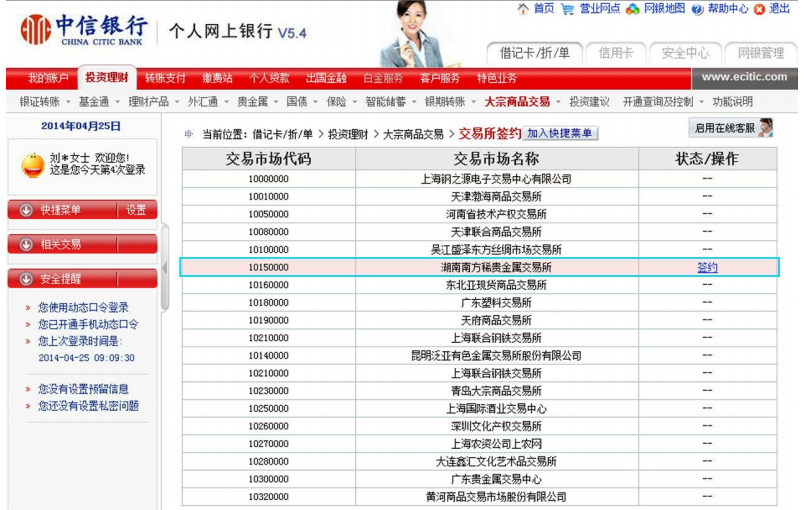 首页 营业网点 网银地图 帮助中心 退出
中信银行 CHINA CITIC BANK 个人网上银行 V5.4
借记卡/折/单 信用卡 安全中心 网银管理
我的账户 投资理财 转账支付 缴费站 个人贷款 出国金融 白金服务 客户服务 特色业务 www.ecitic.com
银证转账 基金通 理财产品 外汇通 贵金属 国债 保险 智能储蓄 银期转账 大宗商品交易 投资建议 开通查询及控制 功能说明
2014年04月25日
刘*女士 欢迎您!
这是您今天第4次登录
快捷菜单 设置
相关交易
安全提醒
» 您使用动态口令登录
» 您已开通手机动态口令
» 您上次登录时间是:
2014-04-25 09:09:30
» 您没有设置预留信息
» 您还没有设置私密问题
当前位置: 借记卡/折/单 > 投资理财 > 大宗商品交易 > 交易所签约 加入快捷菜单 启用在线客服
交易市场代码 交易市场名称 状态/操作
10000000 上海钢之源电子交易中心有限公司 --
10010000 天津渤海商品交易所 --
10050000 河南省技术产权交易所 --
10080000 天津联合商品交易所 --
10100000 吴江盛泽东方丝绸市场交易所 --
10150000 湖南南方稀贵金属交易所 签约
10160000 东北亚现货商品交易所 --
10180000 广东塑料交易所 --
10190000 天府商品交易所 --
10210000 上海联合钢铁交易所 --
10140000 昆明泛亚有色金属交易所股份有限公司 --
10210000 上海联合钢铁交易所 --
10230000 青岛大宗商品交易所 --
10250000 上海国际酒业交易中心 --
10260000 深圳文化产权交易所 --
10270000 上海农资公司上农网 --
10280000 大连鑫汇文化艺术品交易所 --
10300000 广东贵金属交易中心 --
10320000 黄河商品交易市场股份有限公司 --